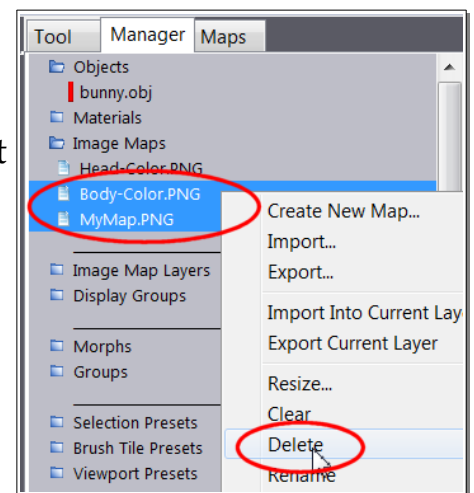 Tool Manager Maps
Objects
bunny.obj
Materials
Image Maps
Head-Color.PNG
Body-Color.PNG
MyMap.PNG
Create New Map...
Import...
Export...
Image Map Layers
Display Groups
Import Into Current Lay
Morphs
Export Current Layer
Groups
Resize...
Clear
Selection Presets
Brush Tile Presets
Delete
Viewport Presets
Rename
t